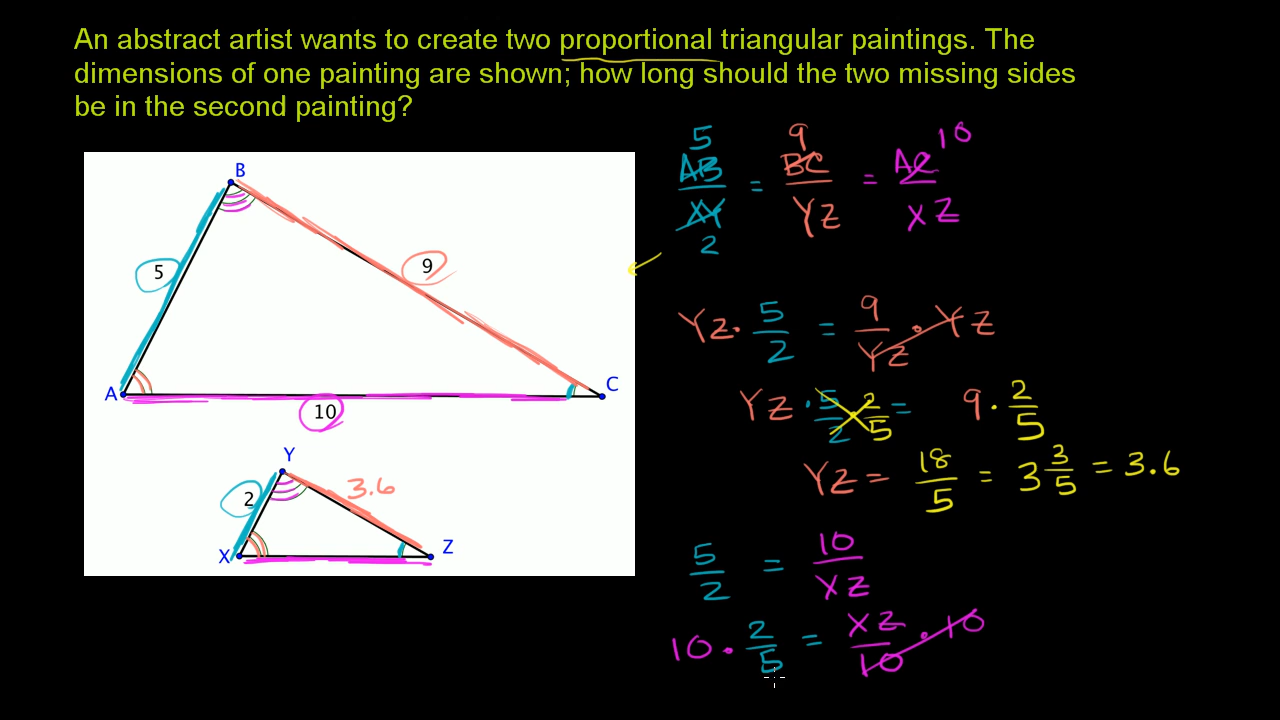 An abstract artist wants to create two proportional triangular paintings. The
dimensions of one painting are shown; how long should the two missing sides
be in the second painting?
5 9 10
AB/XY = BC/YZ = AC/XZ
2
B
5
9
A
C
10
Y
2
3.6
X
Z
YZ · 5/2 = 9/YZ · YZ
YZ · 5/2 2/5 = 9 · 2/5
YZ = 18/5 = 3 3/5 = 3.6
5/2 = 10/XZ
10 · 2/5 = XZ/10 · 10